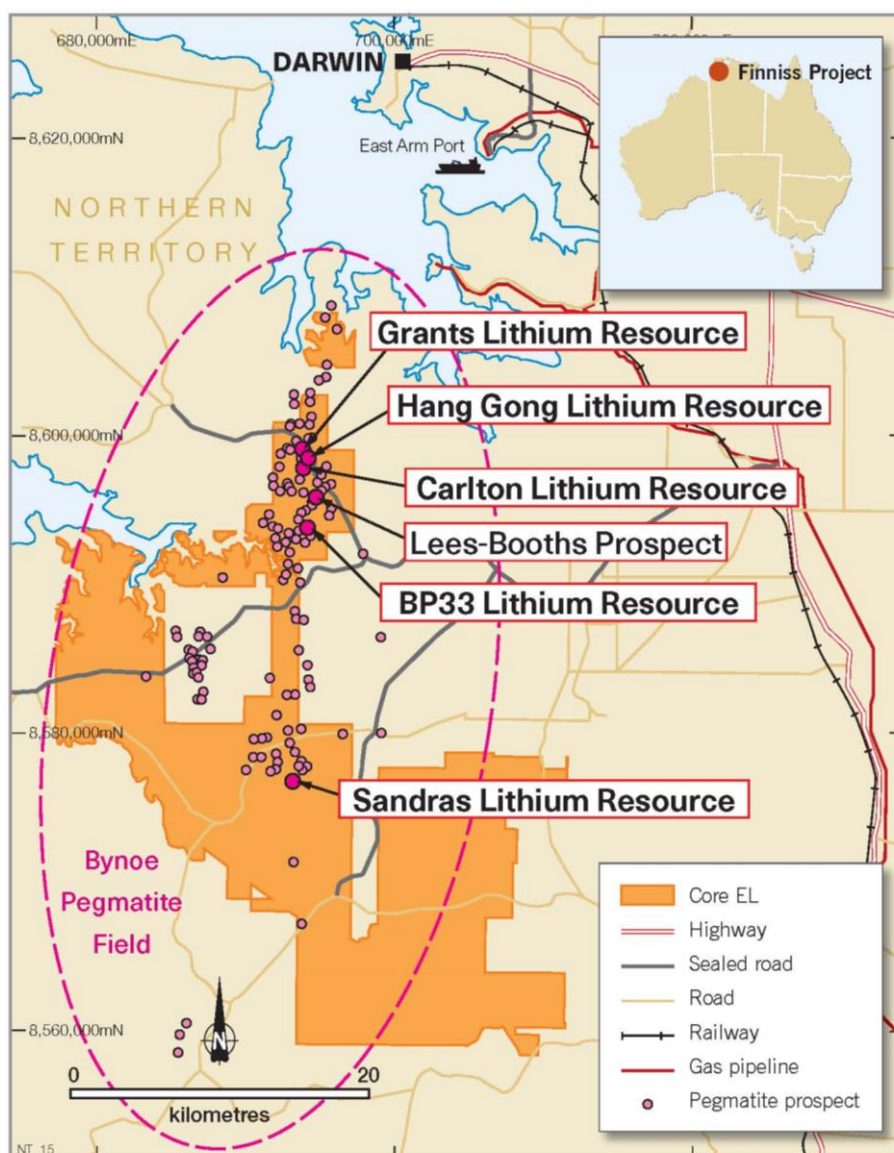 680,000mE
700,000mE
DARWIN
Finniss Project
8,620,000mN
East Arm Port
NORTHERN
TERRITORY
Grants Lithium Resource
Hang Gong Lithium Resource
8,600,000mN
Carlton Lithium Resource
Lees-Booths Prospect
BP33 Lithium Resource
8,580,000mN
Sandras Lithium Resource
Bynoe
Pegmatite
Field
Core EL
Highway
Sealed road
Road
Railway
Gas pipeline
Pegmatite prospect
8,560,000mN
N
0 20
kilometres
NT_15